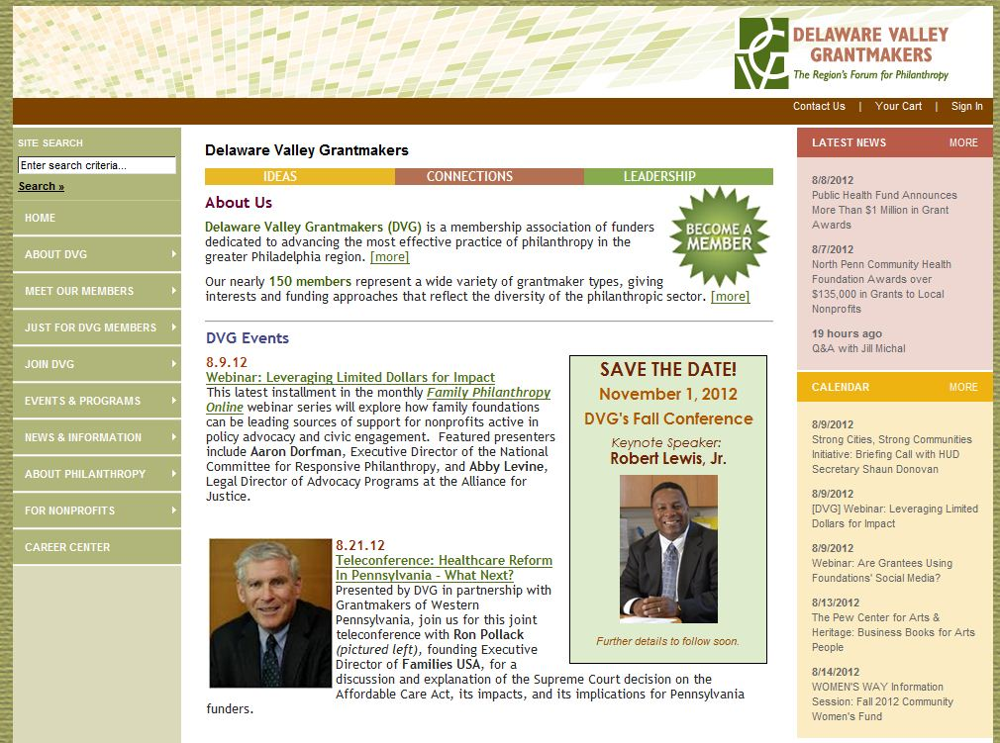 DELAWARE VALLEY
GRANTMAKERS
The Region's Forum for Philanthropy
Contact Us | Your Cart | Sign In
SITE SEARCH
Enter search criteria...
Search »
HOME
ABOUT DVG
MEET OUR MEMBERS
JUST FOR DVG MEMBERS
JOIN DVG
EVENTS & PROGRAMS
NEWS & INFORMATION
ABOUT PHILANTHROPY
FOR NONPROFITS
CAREER CENTER
Delaware Valley Grantmakers
IDEAS CONNECTIONS LEADERSHIP
About Us
Delaware Valley Grantmakers (DVG) is a membership association of funders
dedicated to advancing the most effective practice of philanthropy in the
greater Philadelphia region. [more]
Our nearly 150 members represent a wide variety of grantmaker types, giving
interests and funding approaches that reflect the diversity of the philanthropic sector. [more]
BECOME A
MEMBER
DVG Events
8.9.12
Webinar: Leveraging Limited Dollars for Impact
This latest installment in the monthly Family Philanthropy
Online webinar series will explore how family foundations
can be leading sources of support for nonprofits active in
policy advocacy and civic engagement. Featured presenters
include Aaron Dorfman, Executive Director of the National
Committee for Responsive Philanthropy, and Abby Levine,
Legal Director of Advocacy Programs at the Alliance for
Justice.
SAVE THE DATE!
November 1, 2012
DVG's Fall Conference
Keynote Speaker:
Robert Lewis, Jr.
Further details to follow soon.
8.21.12
Teleconference: Healthcare Reform
In Pennsylvania - What Next?
Presented by DVG in partnership with
Grantmakers of Western
Pennsylvania, join us for this joint
teleconference with Ron Pollack
(pictured left), founding Executive
Director of Families USA, for a
discussion and explanation of the Supreme Court decision on the
Affordable Care Act, its impacts, and its implications for Pennsylvania
funders.
LATEST NEWS MORE
8/8/2012
Public Health Fund Announces
More Than $1 Million in Grant
Awards
8/7/2012
North Penn Community Health
Foundation Awards over
$135,000 in Grants to Local
Nonprofits
19 hours ago
Q&A with Jill Michal
CALENDAR MORE
8/9/2012
Strong Cities, Strong Communities
Initiative: Briefing Call with HUD
Secretary Shaun Donovan
8/9/2012
[DVG] Webinar: Leveraging Limited
Dollars for Impact
8/9/2012
Webinar: Are Grantees Using
Foundations' Social Media?
8/13/2012
The Pew Center for Arts &
Heritage: Business Books for Arts
People
8/14/2012
WOMEN'S WAY Information
Session: Fall 2012 Community
Women's Fund